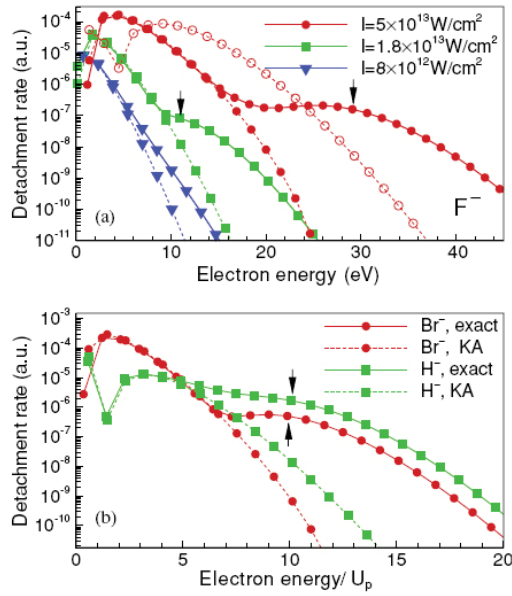 10⁻⁴
10⁻⁵
10⁻⁶
10⁻⁷
10⁻⁸
10⁻⁹
10⁻¹⁰
10⁻¹¹
Detachment rate (a.u.)
I=5×10¹³W/cm²
I=1.8×10¹³W/cm²
I=8×10¹²W/cm²
(a)
F⁻
0 10 20 30 40
Electron energy (eV)
10⁻³
10⁻⁴
10⁻⁵
10⁻⁶
10⁻⁷
10⁻⁸
10⁻⁹
10⁻¹⁰
Detachment rate (a.u.)
Br⁻, exact
Br⁻, KA
H⁻, exact
H⁻, KA
(b)
0 5 10 15 20
Electron energy/ Uₚ